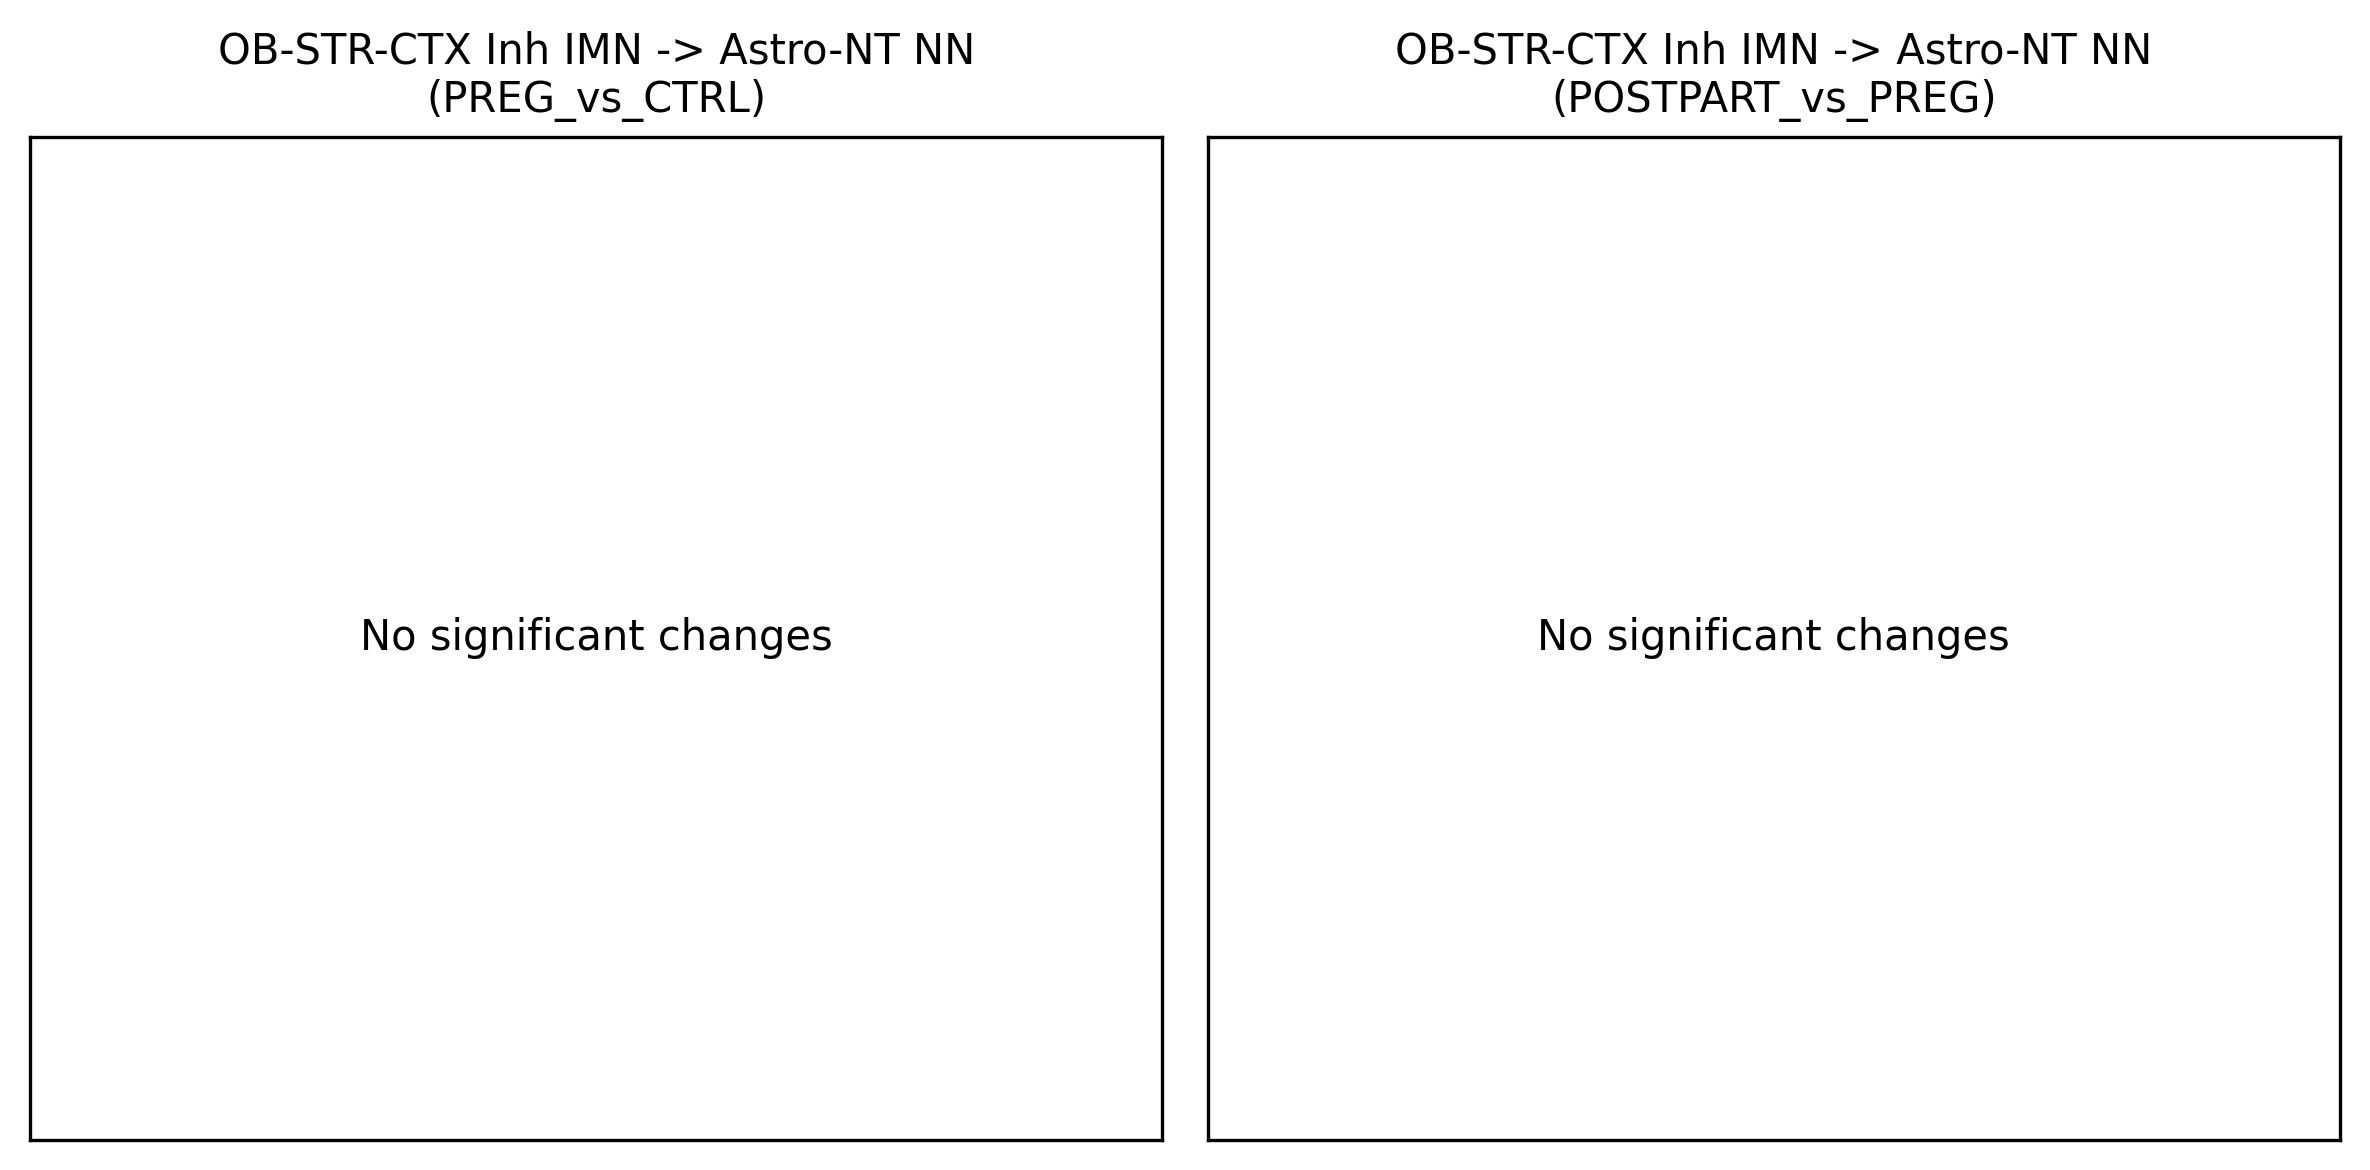 OB-STR-CTX Inh IMN -> Astro-NT NN
(PREG_vs_CTRL)
No significant changes
OB-STR-CTX Inh IMN -> Astro-NT NN
(POSTPART_vs_PREG)
No significant changes